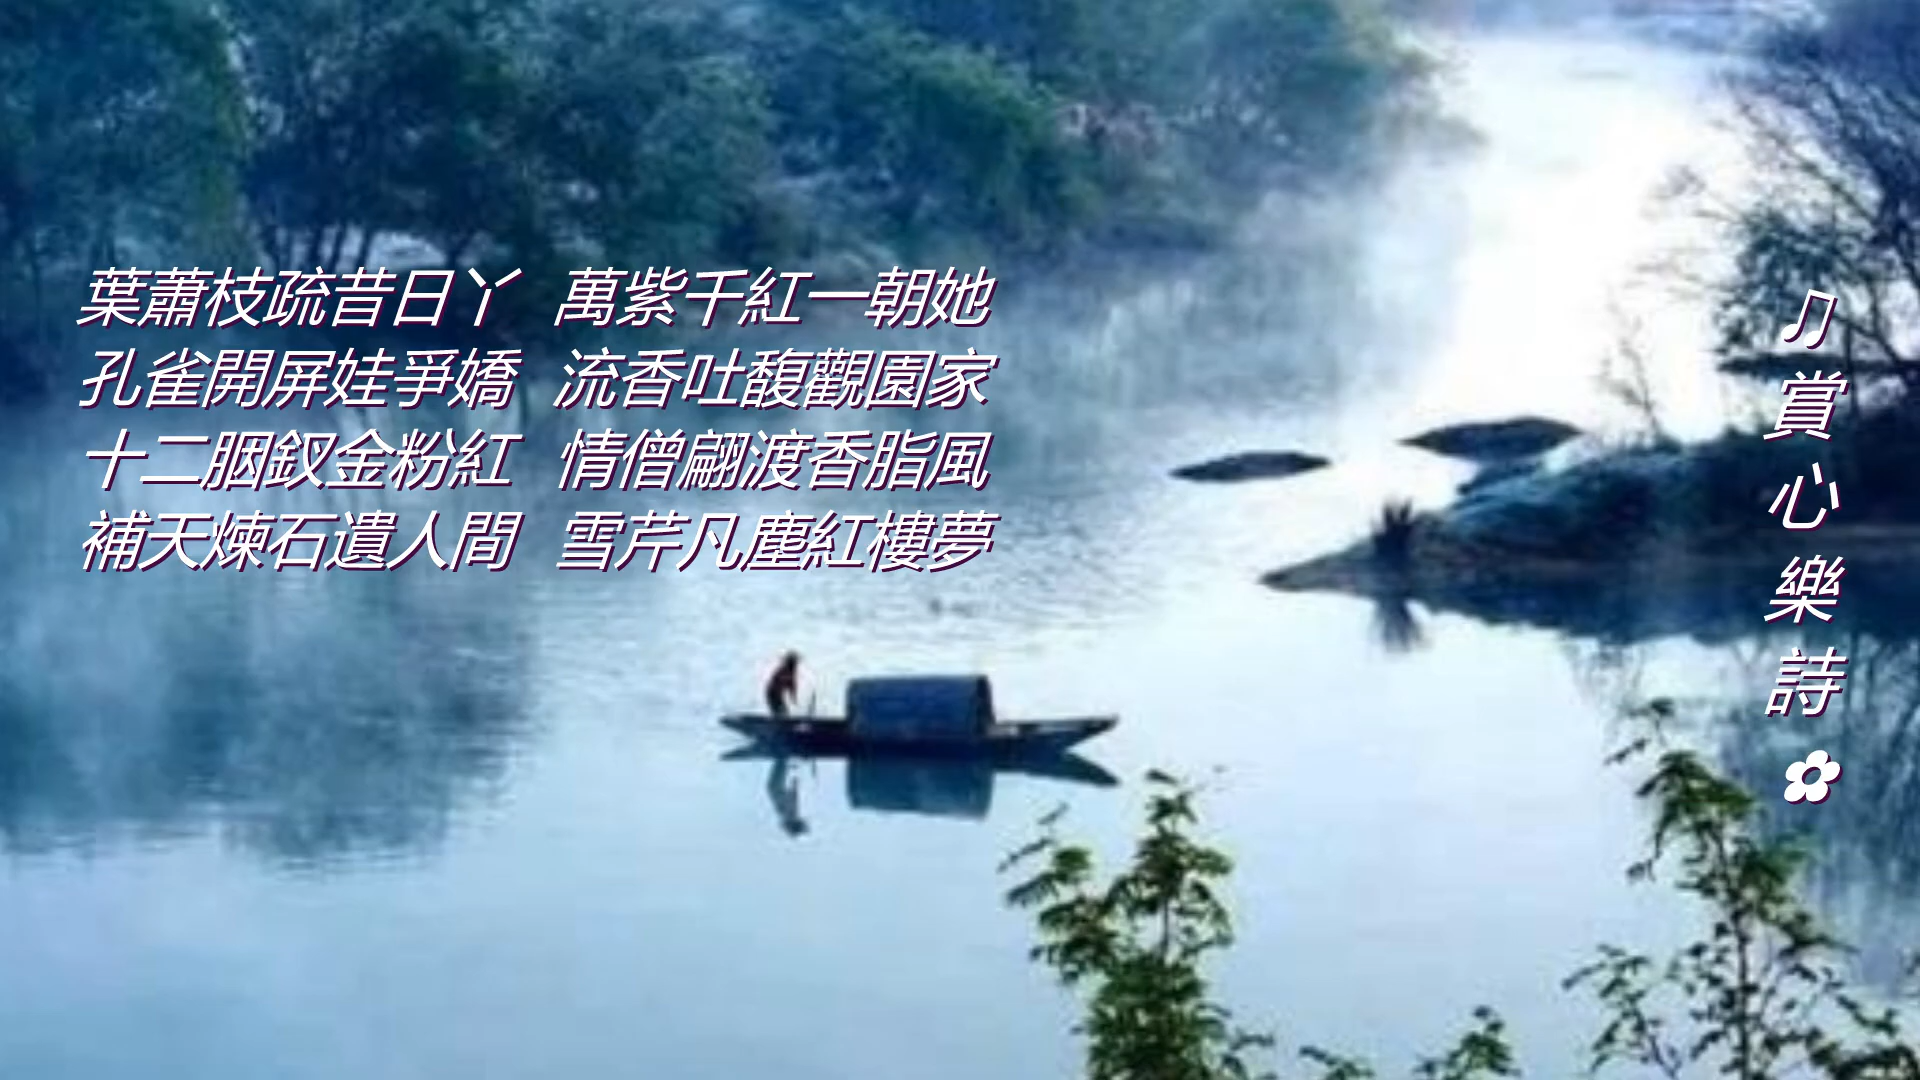 葉蕭枝疏昔日丫 萬紫千紅一朝她
孔雀開屏娃爭嬌 流香吐馥觀園家
十二胭釵金粉紅 情僧翩渡香脂風
補天煉石遺人間 雪芹凡塵紅樓夢
♫賞心樂詩✿